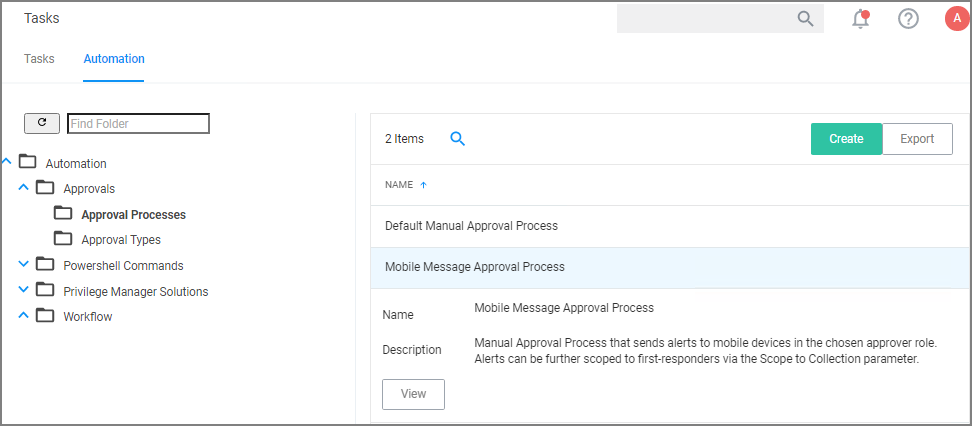 Tasks
A
Tasks
Automation
Find Folder
Automation
Approvals
Approval Processes
Approval Types
Powershell Commands
Privilege Manager Solutions
Workflow
2 Items
Create
Export
NAME
Default Manual Approval Process
Mobile Message Approval Process
Name
Mobile Message Approval Process
Description
Manual Approval Process that sends alerts to mobile devices in the chosen approver role.
Alerts can be further scoped to first-responders via the Scope to Collection parameter.
View